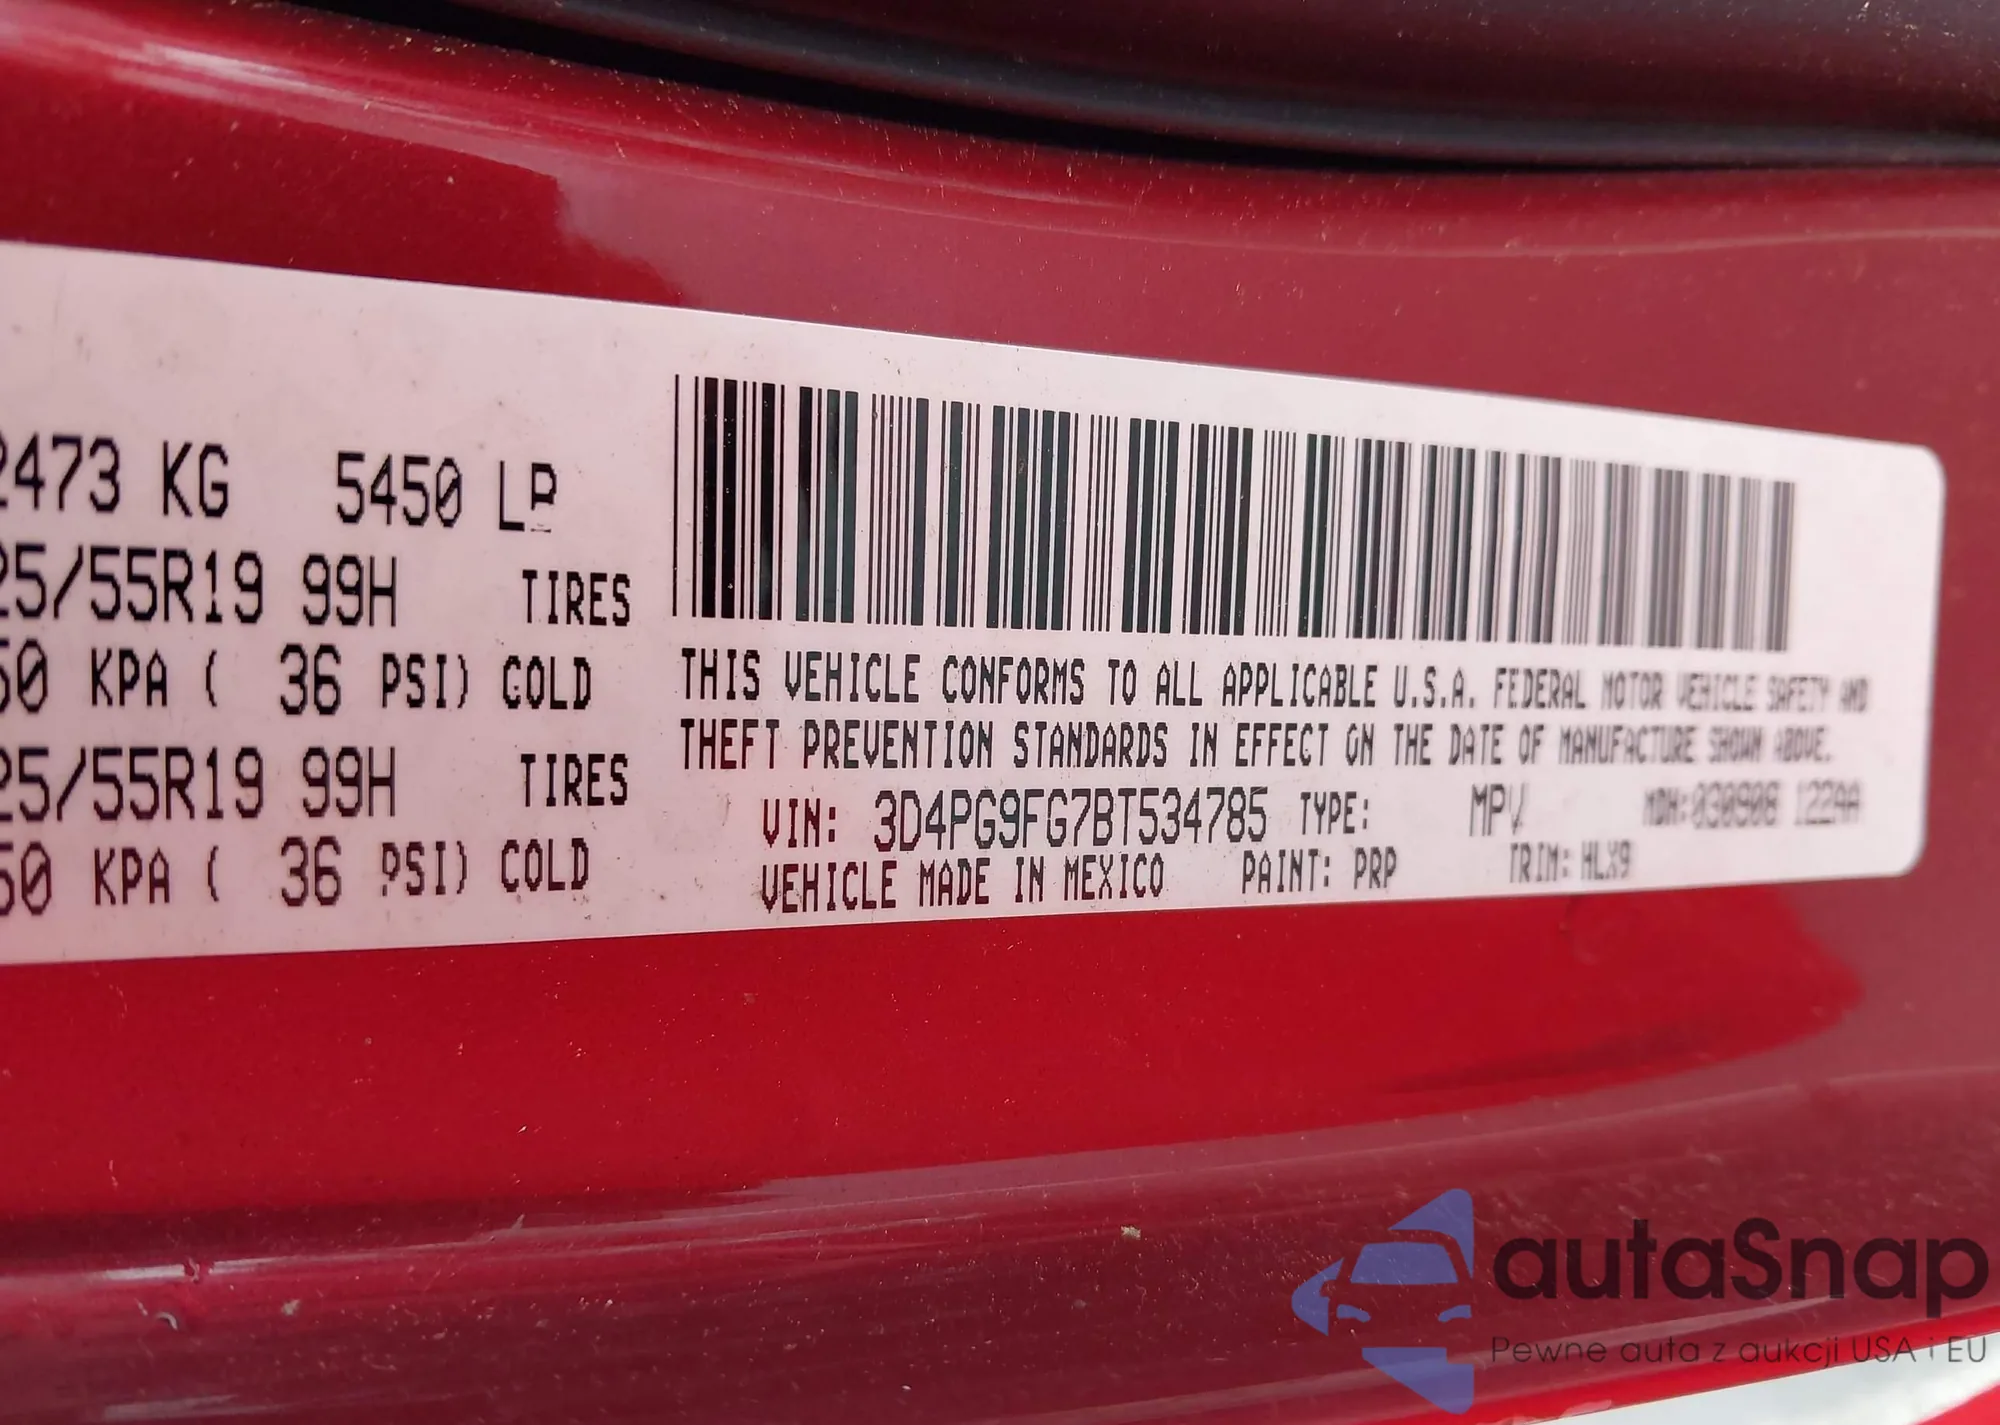 2473 KG 5450 LB
25/55R19 99H TIRES
50 KPA ( 36 PSI) COLD
25/55R19 99H TIRES
50 KPA ( 36 PSI) COLD
THIS VEHICLE CONFORMS TO ALL APPLICABLE U.S.A. FEDERAL MOTOR VEHICLE SAFETY AND
THEFT PREVENTION STANDARDS IN EFFECT ON THE DATE OF MANUFACTURE SHOWN ABOVE.
VIN: 3D4PG9FG7BT534785 TYPE: MPV MDH:030908 122AA
VEHICLE MADE IN MEXICO PAINT: PRP TRIM: HLX9
autaSnap
Pewne auta z aukcji USA i EU